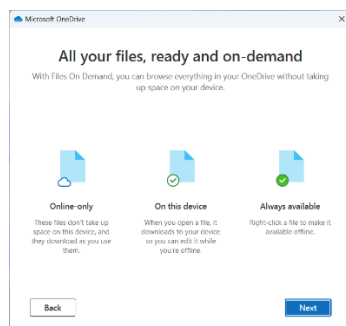 Microsoft OneDrive
All your files, ready and on-demand
With Files On Demand, you can browse everything in your OneDrive without taking
up space on your device.
Online-only
On this device
Always available
These files don't take up
space on this device, and
they download as you use
them.
When you open a file, it
downloads to your device
so you can edit it while
you're offline.
Right-click a file to make it
available offline.
Back
Next